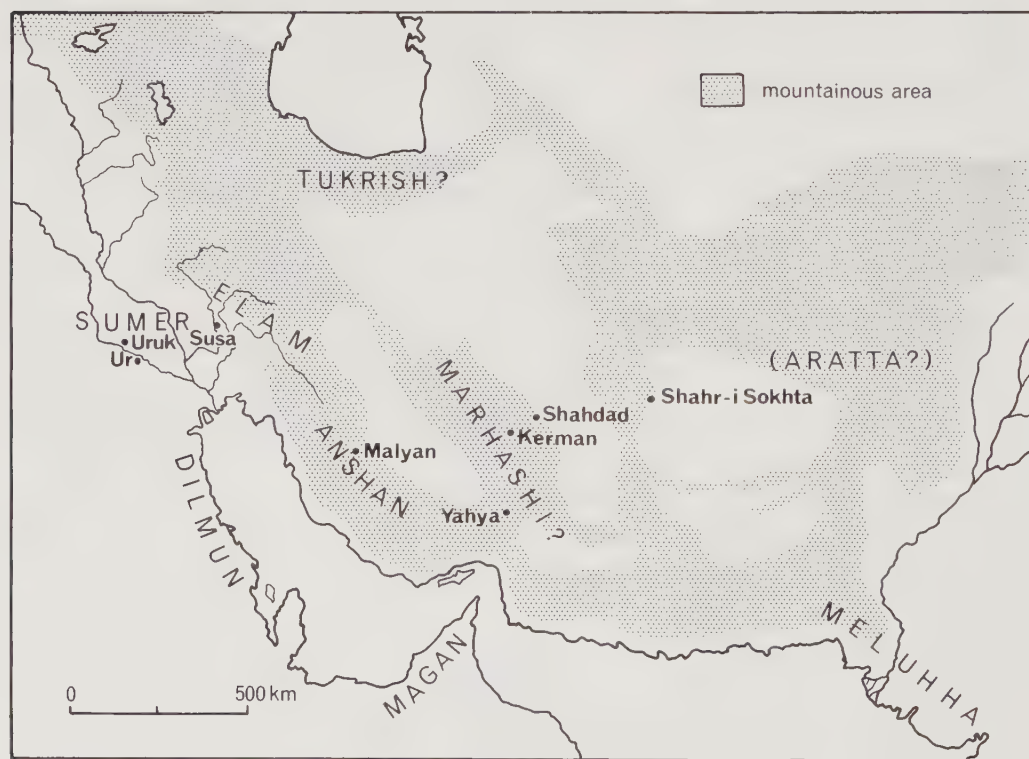 mountainous area
TUKRISH?
ELAM
SUMER
Susa
Uruk
Ur
(ARATTA?)
Shahr-i Sokhta
MARHASHI?
Shahdad
Kerman
ANSHAN
Malyan
Yahya
DILMUN
MAGAN
MELUHHA
0 500 km